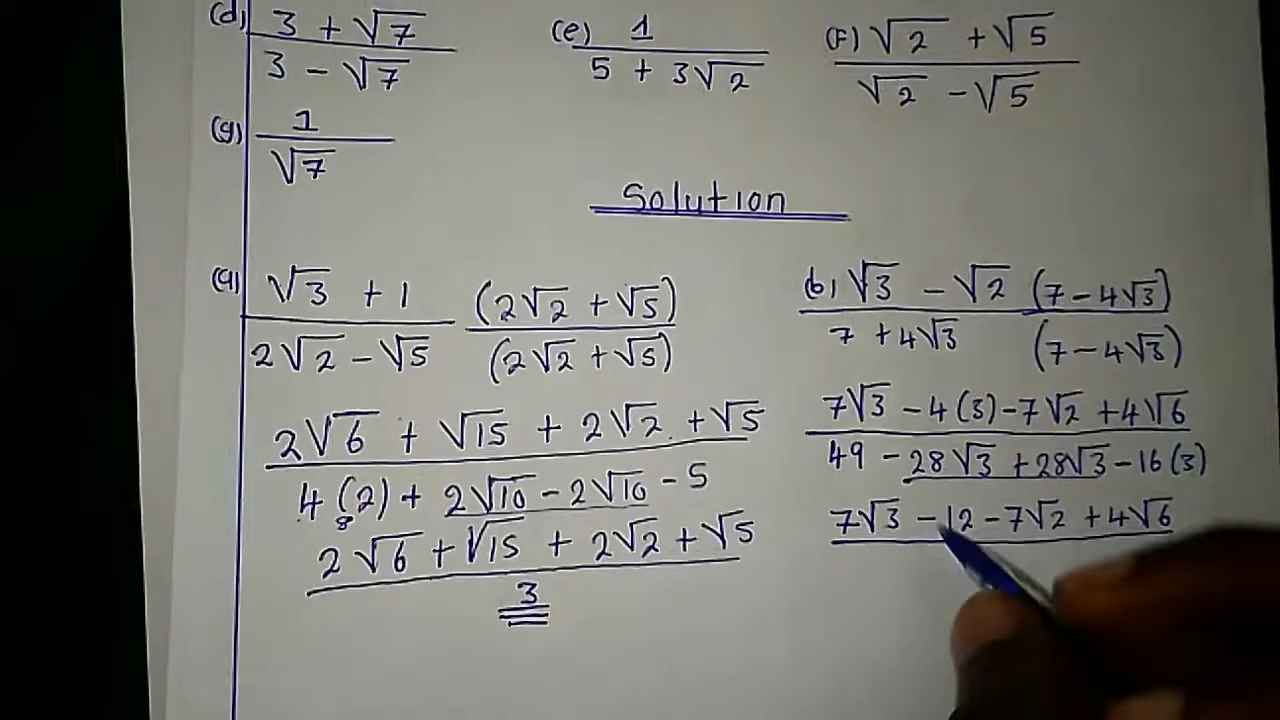 (d) 3 + √7 (e) 1 (F) √2 + √5
3 - √7 5 + 3√2 √2 - √5
(g) 1
√7
Solution
(a) √3 + 1 (2√2 + √5) (b) √3 - √2 (7 - 4√3)
2√2 - √5 (2√2 + √5) 7 + 4√3 (7 - 4√3)
2√6 + √15 + 2√2 + √5 7√3 - 4(3) - 7√2 + 4√6
4(2) + 2√10 - 2√10 - 5 49 - 28√3 + 28√3 - 16(3)
8
2√6 + √15 + 2√2 + √5 7√3 - 12 - 7√2 + 4√6
3